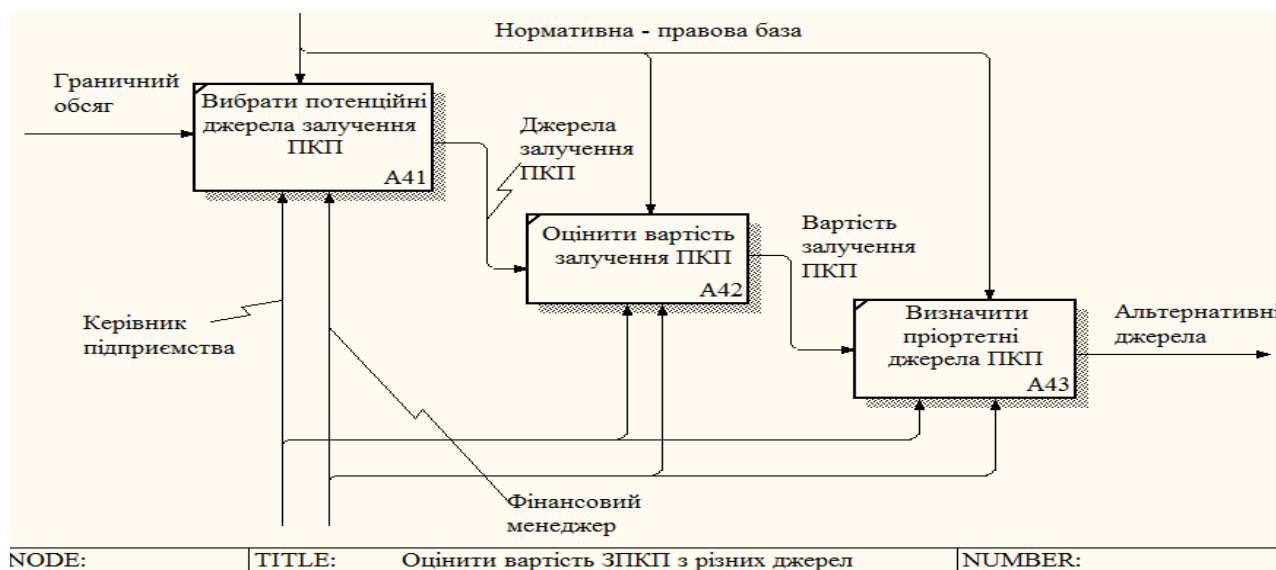 Нормативна - правова база
Граничний
обсяг
Вибрати потенційні
джерела залучення
ПКП
A41
Джерела
залучення
ПКП
Оцінити вартість
залучення ПКП
A42
Вартість
залучення
ПКП
Визначити
пріортетні
джерела ПКП
A43
Альтернативні
джерела
Керівник
підприємства
Фінансовий
менеджер
NODE:
TITLE: Оцінити вартість ЗПКП з різних джерел
NUMBER: